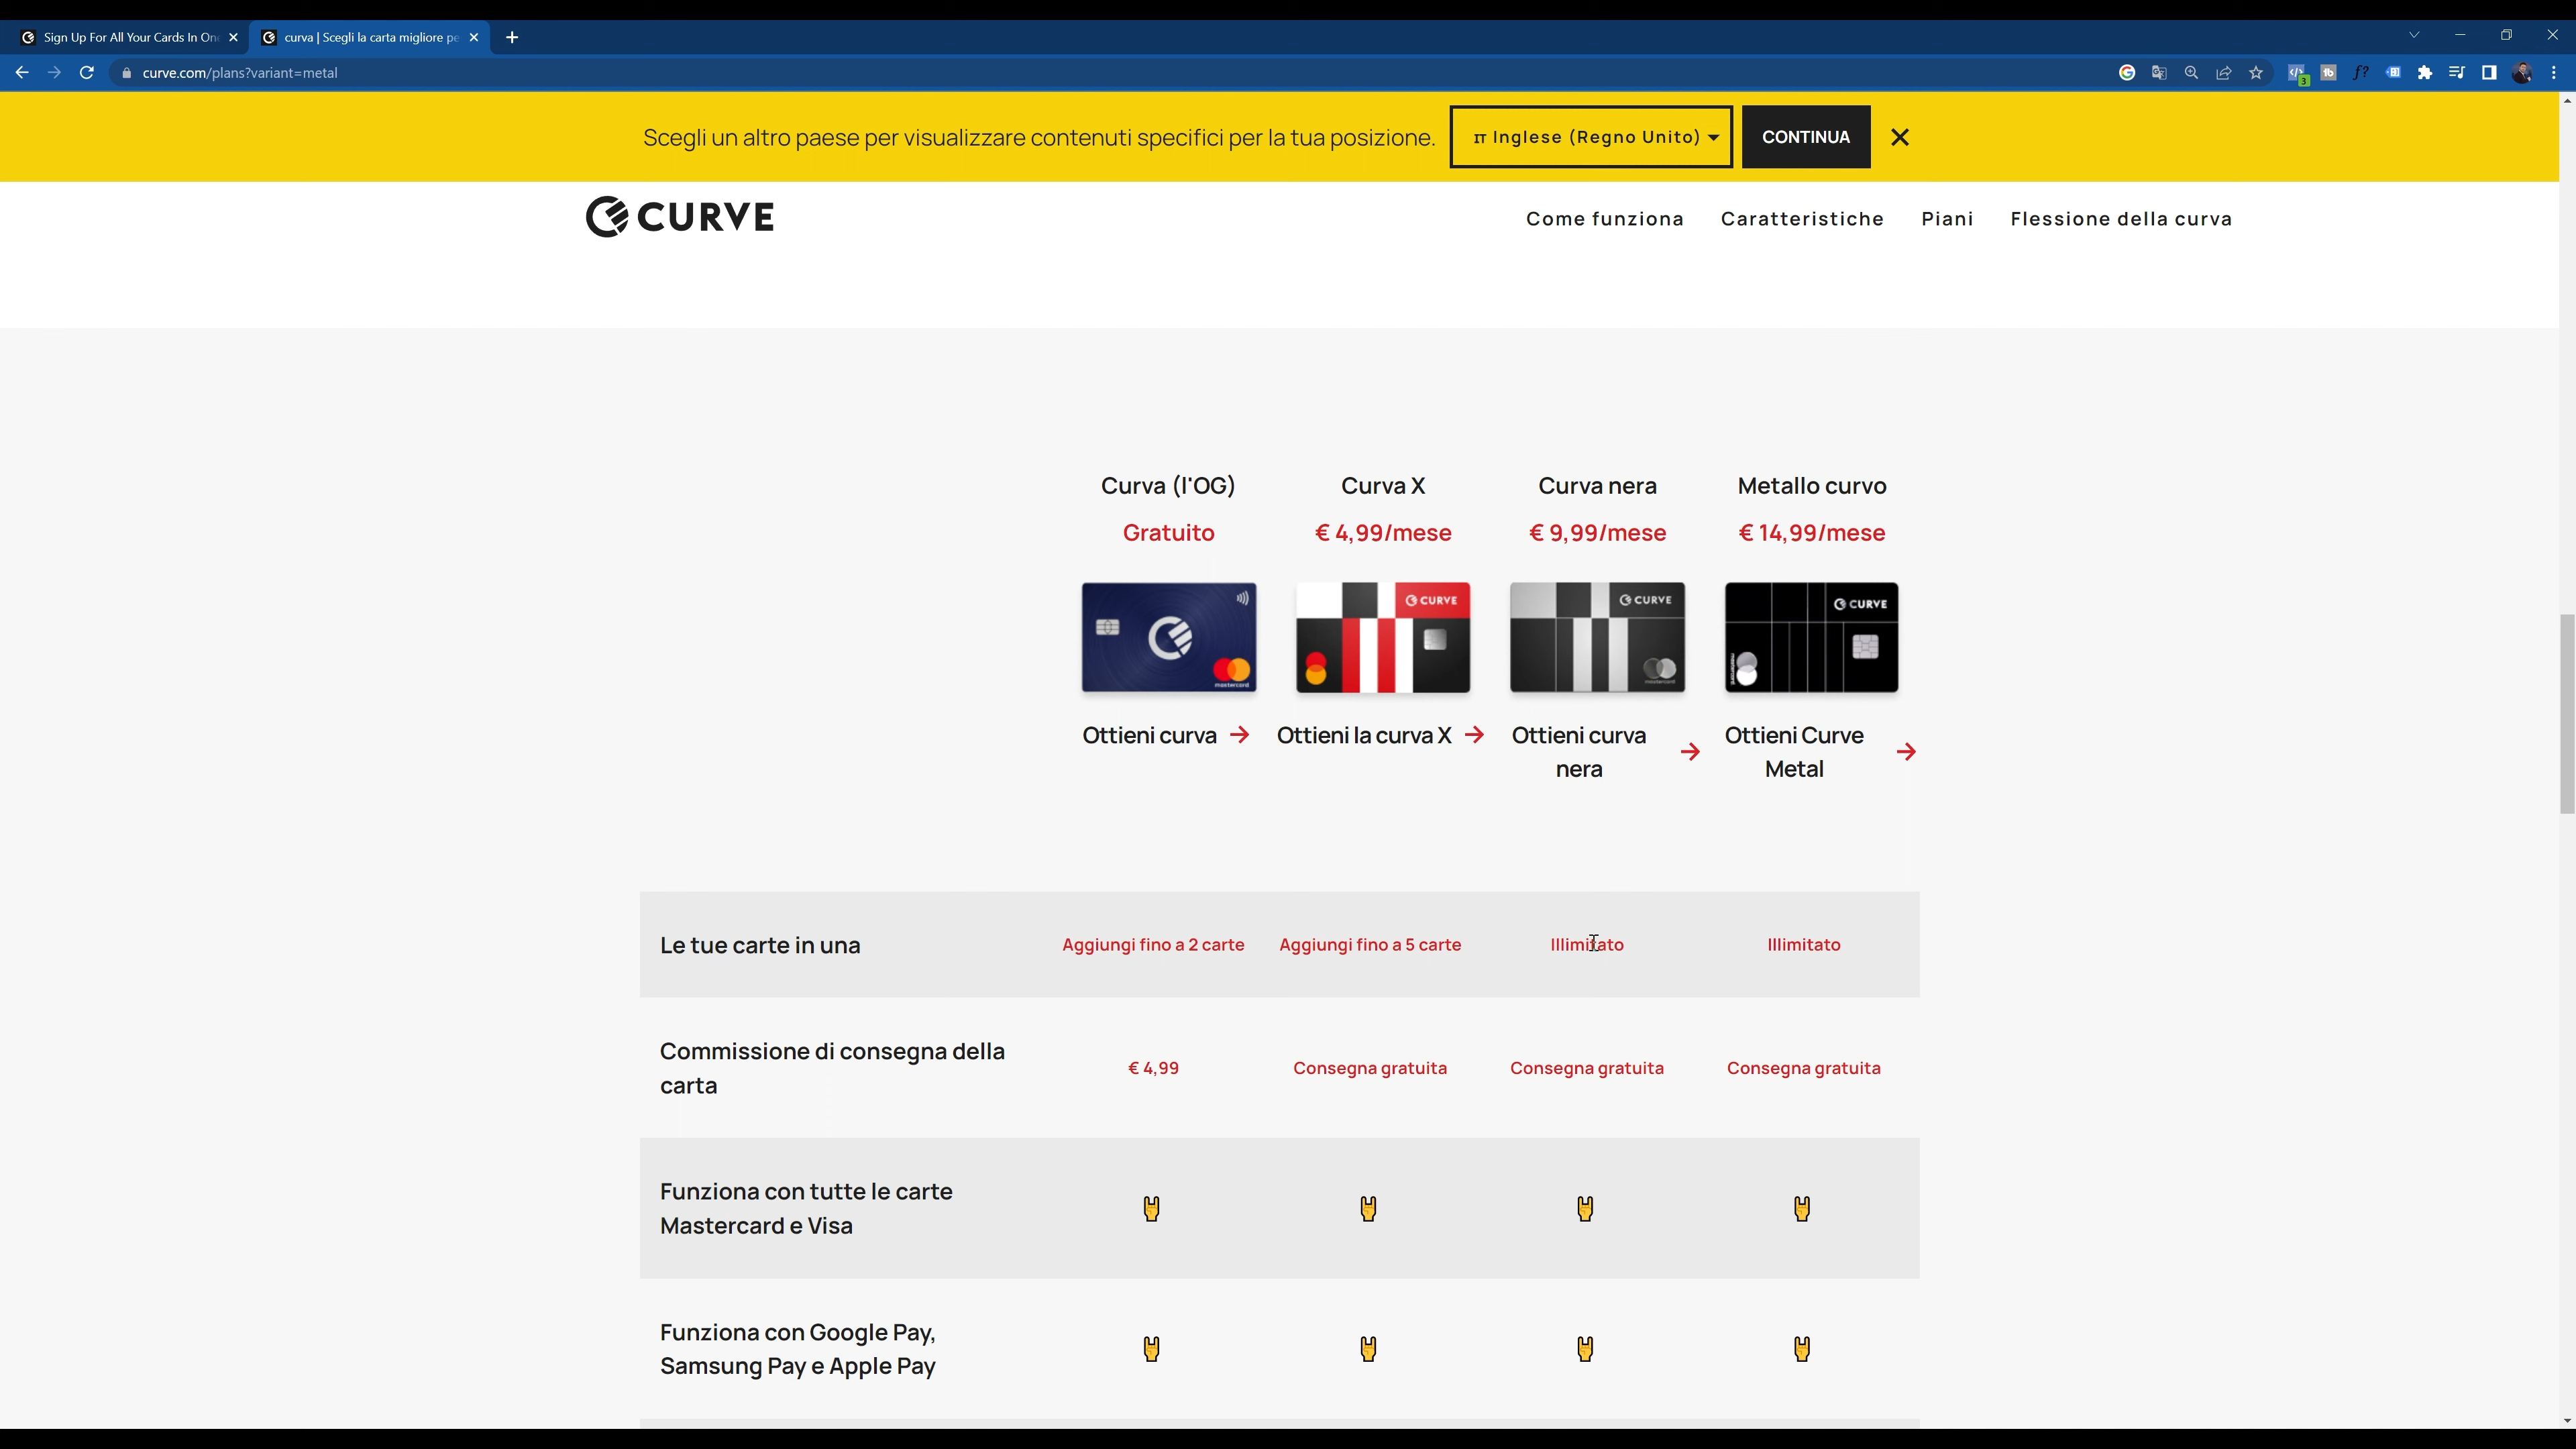 Sign Up For All Your Cards In On
curva | Scegli la carta migliore pe
curve.com/plans?variant=metal
3
Scegli un altro paese per visualizzare contenuti specifici per la tua posizione.
ㅠ Inglese (Regno Unito)
CONTINUA
CURVE
Come funziona Caratteristiche Piani Flessione della curva
Curva (l'OG) Curva X Curva nera Metallo curvo
Gratuito € 4,99/mese € 9,99/mese € 14,99/mese
CURVE CURVE CURVE
mastercard mastercard mastercard
Ottieni curva → Ottieni la curva X → Ottieni curva nera → Ottieni Curve Metal →
Le tue carte in una Aggiungi fino a 2 carte Aggiungi fino a 5 carte Illimitato Illimitato
Commissione di consegna della
carta
€ 4,99 Consegna gratuita Consegna gratuita Consegna gratuita
Funziona con tutte le carte
Mastercard e Visa
Funziona con Google Pay,
Samsung Pay e Apple Pay